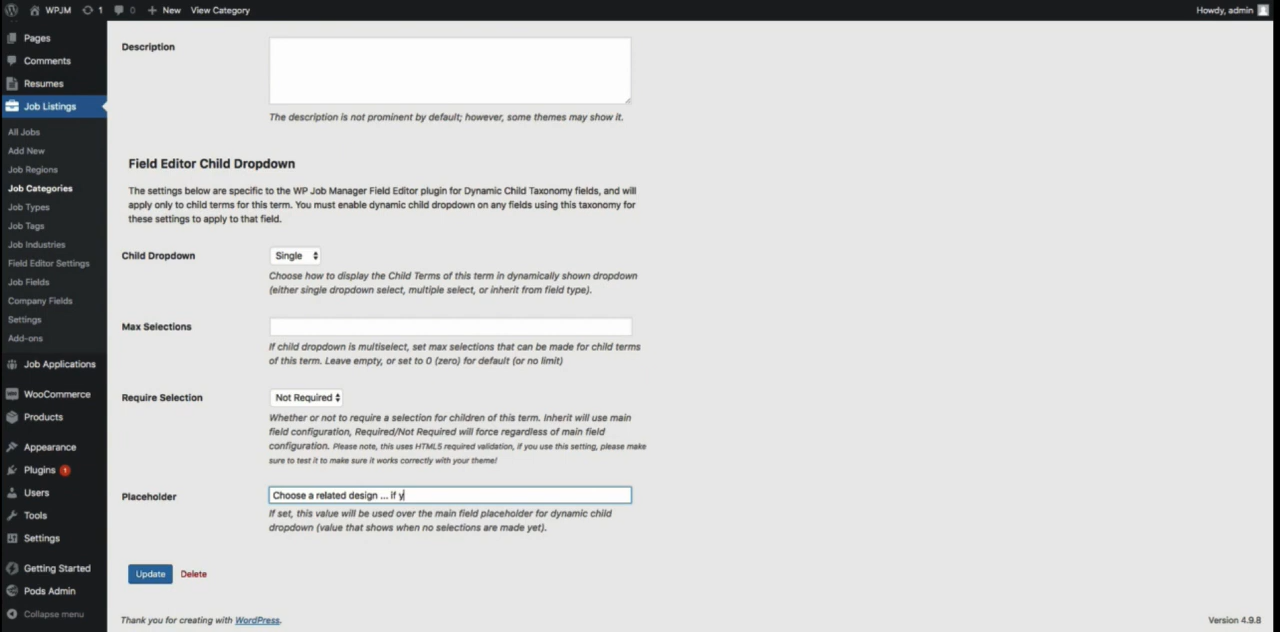 WPJM 1 0 New View Category Howdy, admin
Pages
Comments
Resumes
Job Listings
All Jobs
Add New
Job Regions
Job Categories
Job Types
Job Tags
Job Industries
Field Editor Settings
Job Fields
Company Fields
Settings
Add-ons
Job Applications
WooCommerce
Products
Appearance
Plugins 1
Users
Tools
Settings
Getting Started
Pods Admin
Collapse menu
Description
The description is not prominent by default; however, some themes may show it.
Field Editor Child Dropdown
The settings below are specific to the WP Job Manager Field Editor plugin for Dynamic Child Taxonomy fields, and will
apply only to child terms for this term. You must enable dynamic child dropdown on any fields using this taxonomy for
these settings to apply to that field.
Child Dropdown Single
Choose how to display the Child Terms of this term in dynamically shown dropdown
(either single dropdown select, multiple select, or inherit from field type).
Max Selections
If child dropdown is multiselect, set max selections that can be made for child terms
of this term. Leave empty, or set to 0 (zero) for default (or no limit)
Require Selection Not Required
Whether or not to require a selection for children of this term. Inherit will use main
field configuration, Required/Not Required will force regardless of main field
configuration. Please note, this uses HTML5 required validation, if you use this setting, please make
sure to test it to make sure it works correctly with your theme!
Placeholder Choose a related design ... if y
If set, this value will be used over the main field placeholder for dynamic child
dropdown (value that shows when no selections are made yet).
Update Delete
Thank you for creating with WordPress. Version 4.9.8